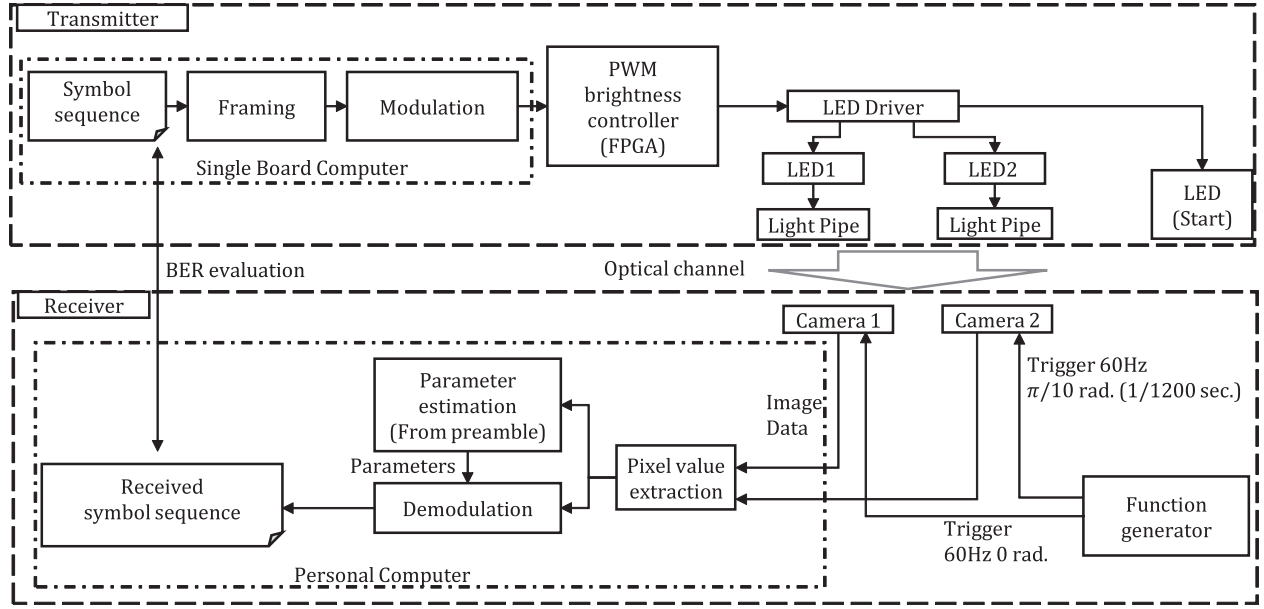 Transmitter
Symbol
sequence
Framing
Modulation
Single Board Computer
PWM
brightness
controller
(FPGA)
LED Driver
LED1
LED2
Light Pipe
Light Pipe
LED
(Start)
BER evaluation
Optical channel
Receiver
Camera 1
Camera 2
Trigger 60Hz
π/10 rad. (1/1200 sec.)
Image
Data
Parameter
estimation
(From preamble)
Parameters
Pixel value
extraction
Demodulation
Received
symbol sequence
Function
generator
Trigger
60Hz 0 rad.
Personal Computer